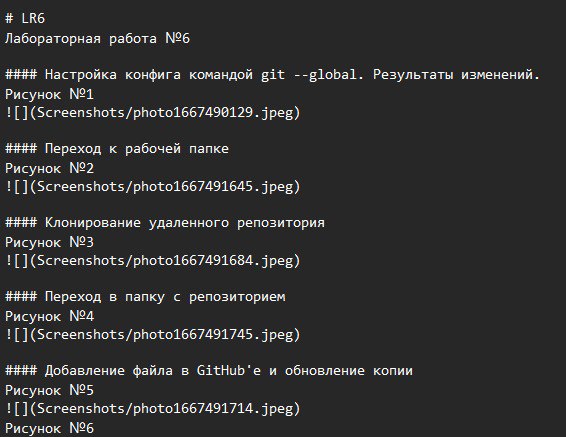 # LR6
Лабораторная работа №6
#### Настройка конфига командой git --global. Результаты изменений.
Рисунок №1
![](Screenshots/photo1667490129.jpeg)
#### Переход к рабочей папке
Рисунок №2
![](Screenshots/photo1667491645.jpeg)
#### Клонирование удаленного репозитория
Рисунок №3
![](Screenshots/photo1667491684.jpeg)
#### Переход в папку с репозиторием
Рисунок №4
![](Screenshots/photo1667491745.jpeg)
#### Добавление файла в GitHub'е и обновление копии
Рисунок №5
![](Screenshots/photo1667491714.jpeg)
Рисунок №6